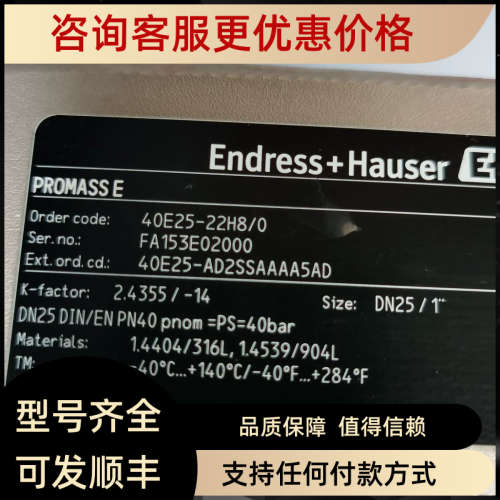 咨询客服更优惠价格
Endress+Hauser
PROMASS E
Order code: 40E25-22H8/0
Ser.no.: FA153E02000
Ext.ord.cd.: 40E25-AD2SSAAAA5AD
K-factor: 2.4355/-14 Size: DN25/1"
DN25 DIN/EN PN40 pnom=PS=40bar
Materials: 1.4404/316L, 1.4539/904L
TM: -40°C...+140°C/-40°F...+284°F
型号齐全 品质保障 值得信赖
可发顺丰 支持任何付款方式